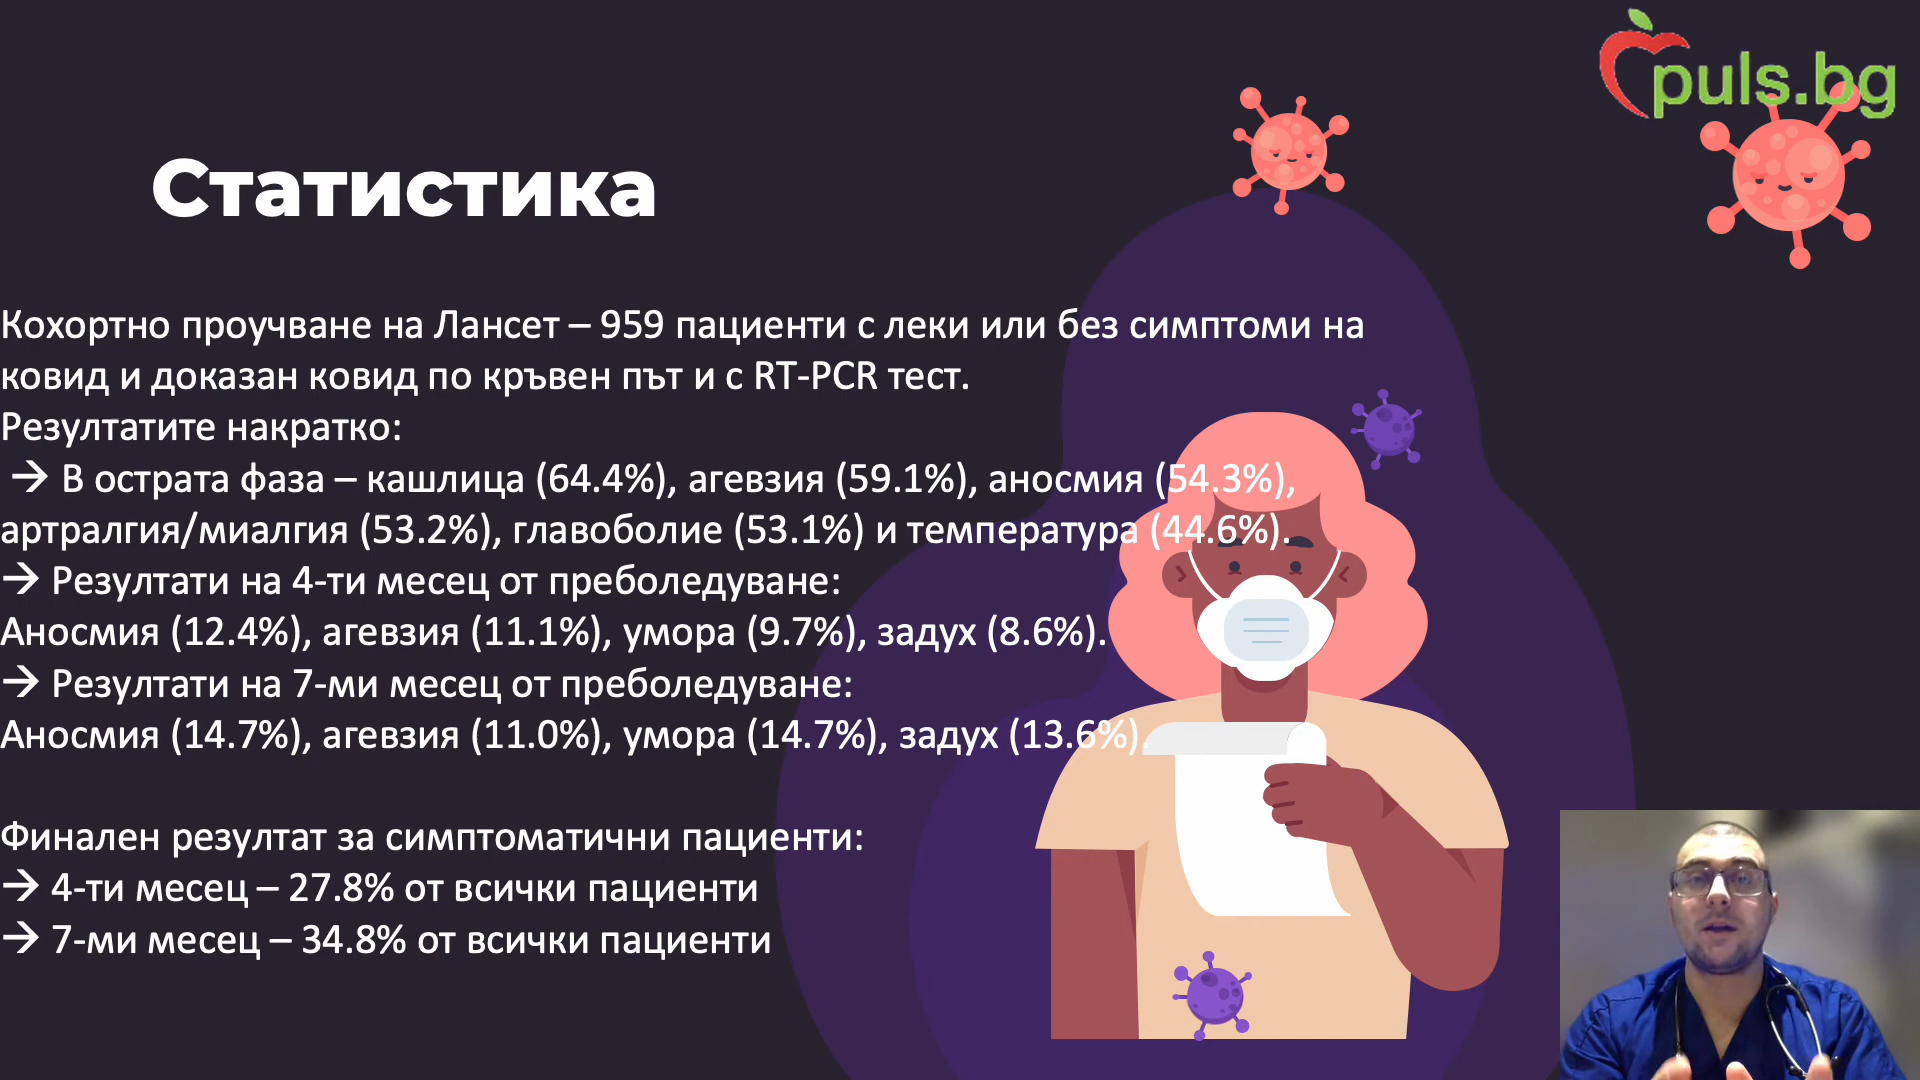 puls.bg
Статистика
Кохортно проучване на Лансет – 959 пациенти с леки или без симптоми на
ковид и доказан ковид по кръвен път и с RT-PCR тест.
Резултатите накратко:
→ В острата фаза – кашлица (64.4%), агевзия (59.1%), аносмия (54.3%),
артралгия/миалгия (53.2%), главоболие (53.1%) и температура (44.6%).
→ Резултати на 4-ти месец от преболедуване:
Аносмия (12.4%), агевзия (11.1%), умора (9.7%), задух (8.6%).
→ Резултати на 7-ми месец от преболедуване:
Аносмия (14.7%), агевзия (11.0%), умора (14.7%), задух (13.6%).
Финален резултат за симптоматични пациенти:
→ 4-ти месец – 27.8% от всички пациенти
→ 7-ми месец – 34.8% от всички пациенти